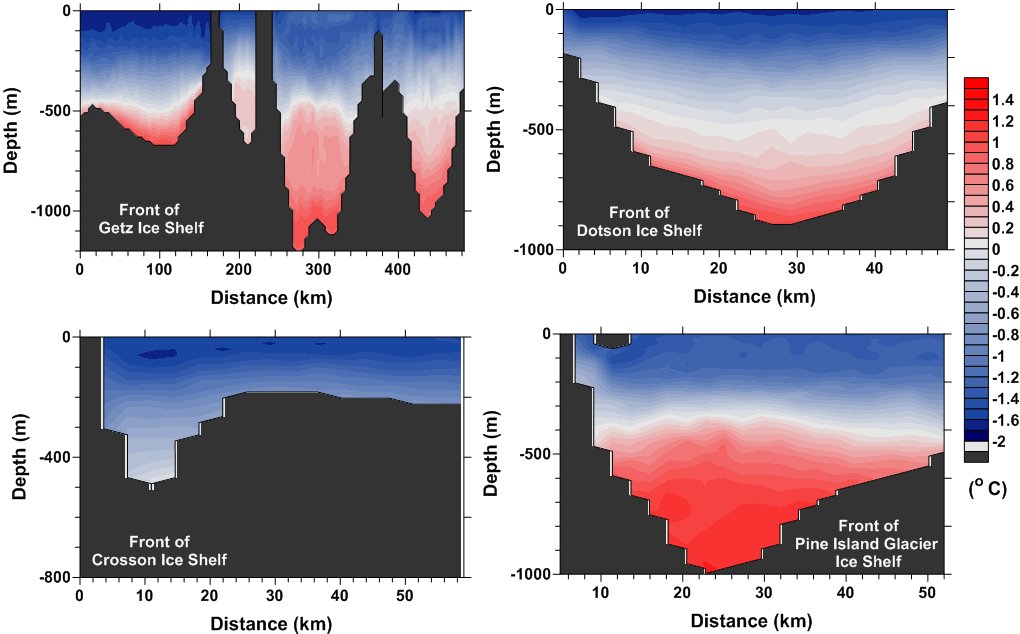 0
-500
-1000
Depth (m)
Front of
Getz Ice Shelf
0 100 200 300 400
Distance (km)
0
-500
-1000
Depth (m)
Front of
Dotson Ice Shelf
0 10 20 30 40
Distance (km)
0
-400
-800
Depth (m)
Front of
Crosson Ice Shelf
0 10 20 30 40 50
Distance (km)
0
-500
-1000
Depth (m)
Front of
Pine Island Glacier
Ice Shelf
10 20 30 40 50
Distance (km)
1.4
1.2
1
0.8
0.6
0.4
0.2
0
-0.2
-0.4
-0.6
-0.8
-1
-1.2
-1.4
-1.6
-2
(° C)